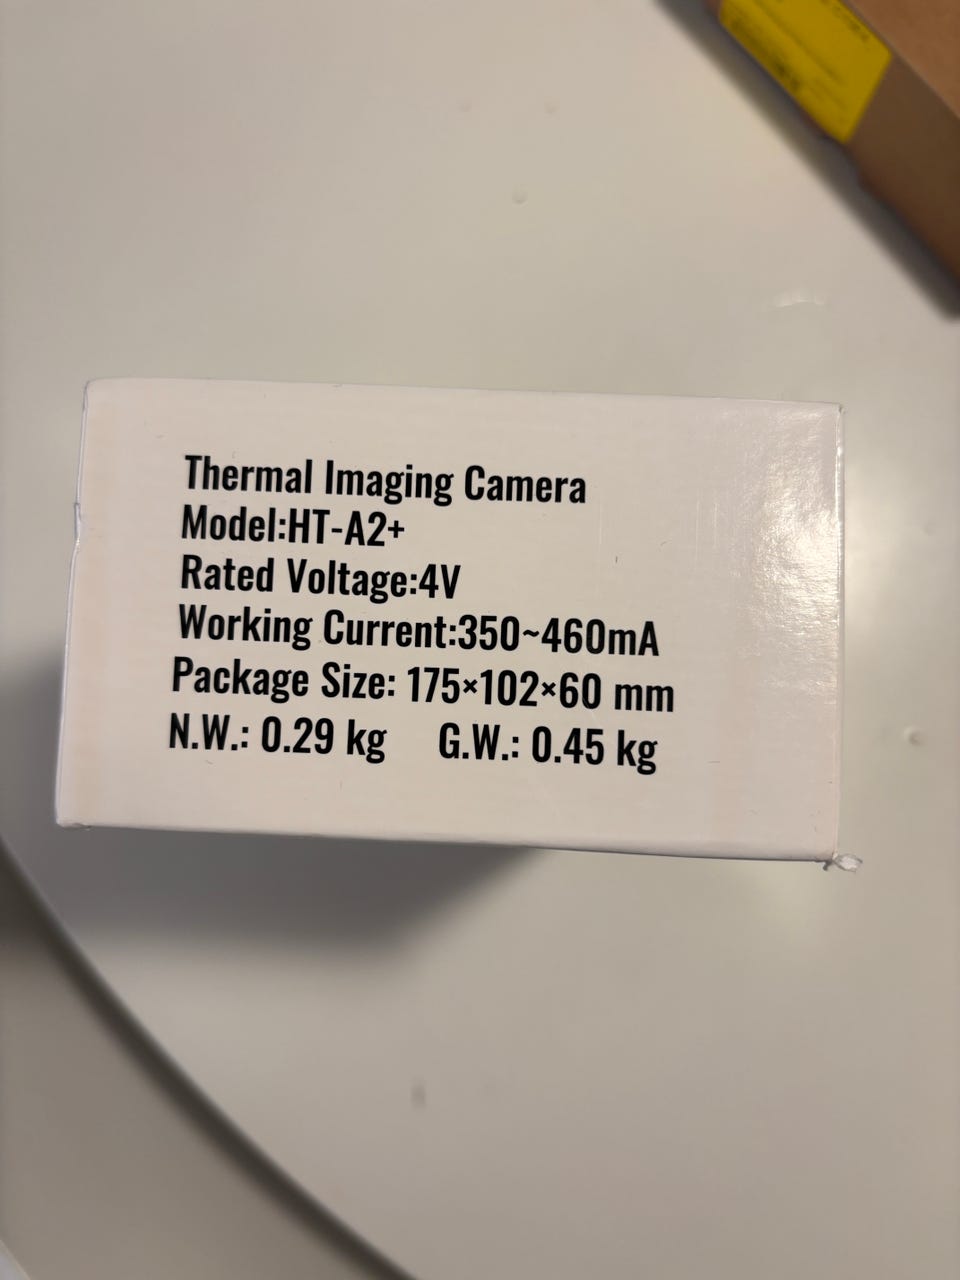 Thermal Imaging Camera
Model:HT-A2+
Rated Voltage:4V
Working Current:350~460mA
Package Size: 175×102×60 mm
N.W.: 0.29 kg G.W.: 0.45 kg